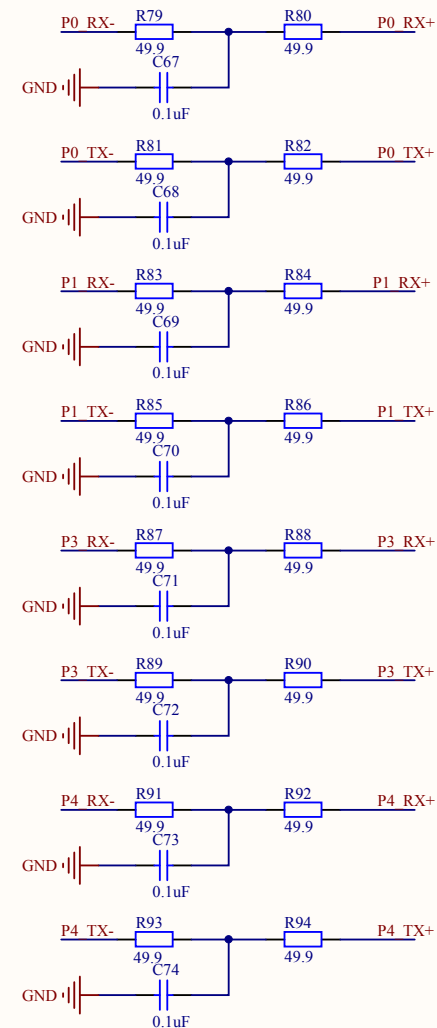 P0_RX- R79 R80 P0_RX+
49.9 C67 49.9
GND
0.1uF
P0_TX- R81 R82 P0_TX+
49.9 C68 49.9
GND
0.1uF
P1_RX- R83 R84 P1_RX+
49.9 C69 49.9
GND
0.1uF
P1_TX- R85 R86 P1_TX+
49.9 C70 49.9
GND
0.1uF
P3_RX- R87 R88 P3_RX+
49.9 C71 49.9
GND
0.1uF
P3_TX- R89 R90 P3_TX+
49.9 C72 49.9
GND
0.1uF
P4_RX- R91 R92 P4_RX+
49.9 C73 49.9
GND
0.1uF
P4_TX- R93 R94 P4_TX+
49.9 C74 49.9
GND
0.1uF